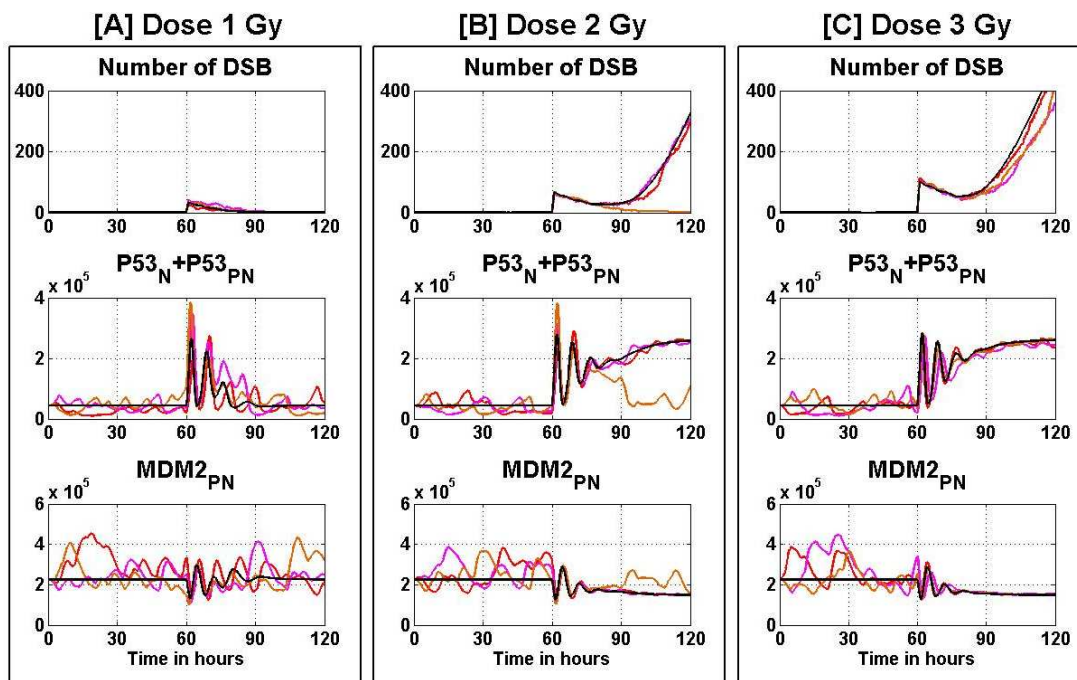 [A] Dose 1 Gy
Number of DSB
400
200
0
0 30 60 90 120
P53N+P53PN
x 10^5
4
2
0
0 30 60 90 120
MDM2PN
x 10^5
6
4
2
0
0 30 60 90 120
Time in hours
[B] Dose 2 Gy
Number of DSB
400
200
0
0 30 60 90 120
P53N+P53PN
x 10^5
4
2
0
0 30 60 90 120
MDM2PN
x 10^5
6
4
2
0
0 30 60 90 120
Time in hours
[C] Dose 3 Gy
Number of DSB
400
200
0
0 30 60 90 120
P53N+P53PN
x 10^5
4
2
0
0 30 60 90 120
MDM2PN
x 10^5
6
4
2
0
0 30 60 90 120
Time in hours